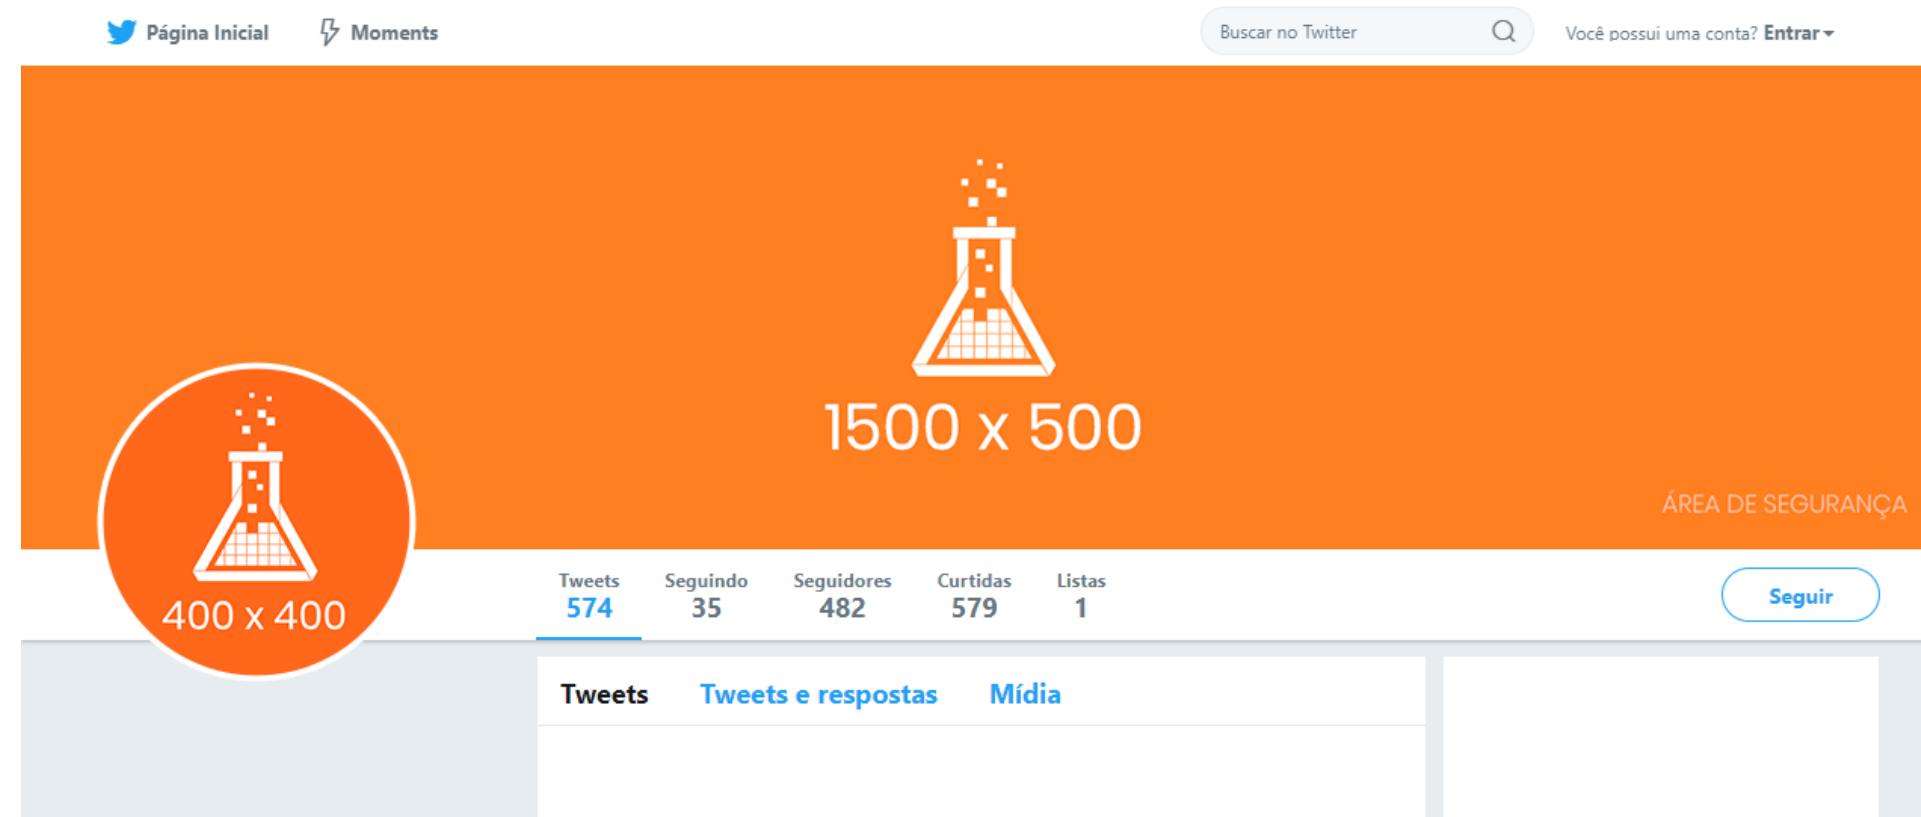 Página Inicial Moments Buscar no Twitter Você possui uma conta? Entrar
1500 x 500
ÁREA DE SEGURANÇA
400 x 400
Tweets Seguindo Seguidores Curtidas Listas
574 35 482 579 1
Seguir
Tweets Tweets e respostas Mídia